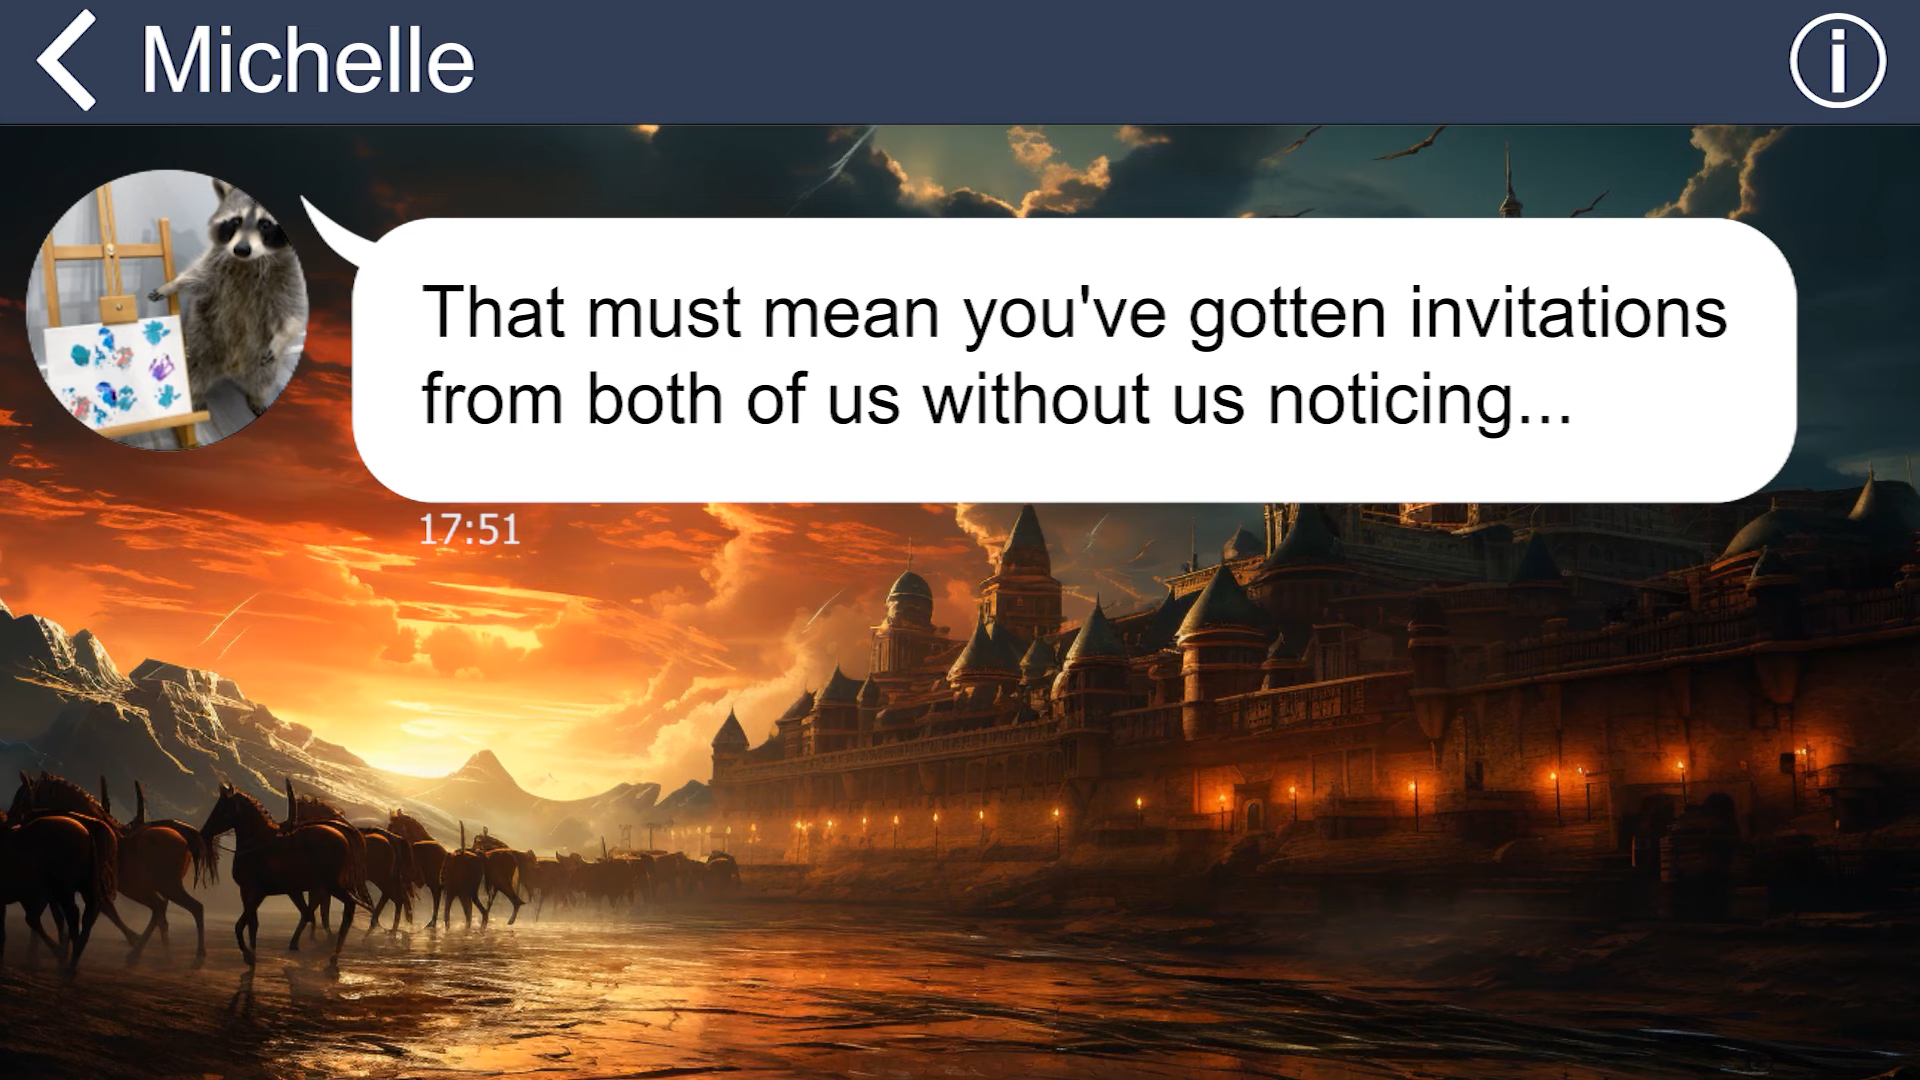 Michelle
That must mean you've gotten invitations
from both of us without us noticing...
17:51